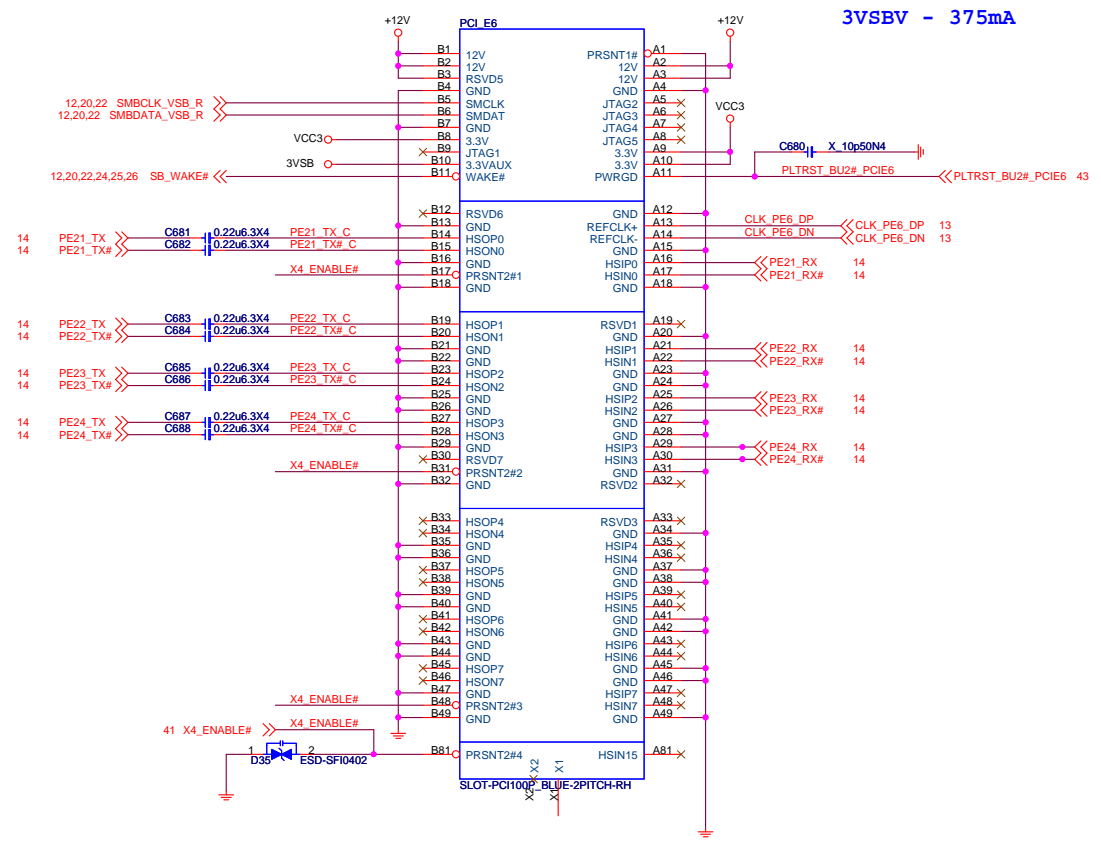 3VSBV - 375mA
+12V PCI_E6 +12V
B1 12V PRSNT1# A1
B2 12V 12V A2
B3 RSVD5 12V A3
B4 GND GND A4
12,20,22 SMBCLK_VSB_R B5 SMCLK JTAG2 A5
12,20,22 SMBDATA_VSB_R B6 SMDAT JTAG3 A6 VCC3
B7 GND JTAG4 A7
VCC3 B8 3.3V JTAG5 A8
B9 JTAG1 3.3V A9 C680 X_10p50N4
3VSB B10 3.3VAUX 3.3V A10
12,20,22,24,25,26 SB_WAKE# B11 WAKE# PWRGD A11 PLTRST_BU2#_PCIE6 PLTRST_BU2#_PCIE6 43
B12 RSVD6 GND A12
B13 GND REFCLK+ A13 CLK_PE6_DP CLK_PE6_DP 13
14 PE21_TX C681 0.22u6.3X4 PE21_TX_C B14 HSOP0 REFCLK- A14 CLK_PE6_DN CLK_PE6_DN 13
14 PE21_TX# C682 0.22u6.3X4 PE21_TX#_C B15 HSON0 GND A15
B16 GND HSIP0 A16 PE21_RX 14
X4_ENABLE# B17 PRSNT2#1 HSIN0 A17 PE21_RX# 14
B18 GND GND A18
14 PE22_TX C683 0.22u6.3X4 PE22_TX_C B19 HSOP1 RSVD1 A19
14 PE22_TX# C684 0.22u6.3X4 PE22_TX#_C B20 HSON1 GND A20
B21 GND HSIP1 A21 PE22_RX 14
B22 GND HSIN1 A22 PE22_RX# 14
14 PE23_TX C685 0.22u6.3X4 PE23_TX_C B23 HSOP2 GND A23
14 PE23_TX# C686 0.22u6.3X4 PE23_TX#_C B24 HSON2 GND A24
B25 GND HSIP2 A25 PE23_RX 14
B26 GND HSIN2 A26 PE23_RX# 14
14 PE24_TX C687 0.22u6.3X4 PE24_TX_C B27 HSOP3 GND A27
14 PE24_TX# C688 0.22u6.3X4 PE24_TX#_C B28 HSON3 GND A28
B29 GND HSIP3 A29 PE24_RX 14
B30 RSVD7 HSIN3 A30 PE24_RX# 14
X4_ENABLE# B31 PRSNT2#2 GND A31
B32 GND RSVD2 A32
B33 HSOP4 RSVD3 A33
B34 HSON4 GND A34
B35 GND HSIP4 A35
B36 GND HSIN4 A36
B37 HSOP5 GND A37
B38 HSON5 GND A38
B39 GND HSIP5 A39
B40 GND HSIN5 A40
B41 HSOP6 GND A41
B42 HSON6 GND A42
B43 GND HSIP6 A43
B44 GND HSIN6 A44
B45 HSOP7 GND A45
B46 HSON7 GND A46
B47 GND HSIP7 A47
X4_ENABLE# B48 PRSNT2#3 HSIN7 A48
B49 GND GND A49
41 X4_ENABLE# X4_ENABLE#
1 D35 2 ESD-SFI0402 B81 PRSNT2#4 HSIN15 A81
X2 X1
SLOT-PCI100P_BLUE-2PITCH-RH
X2 X1